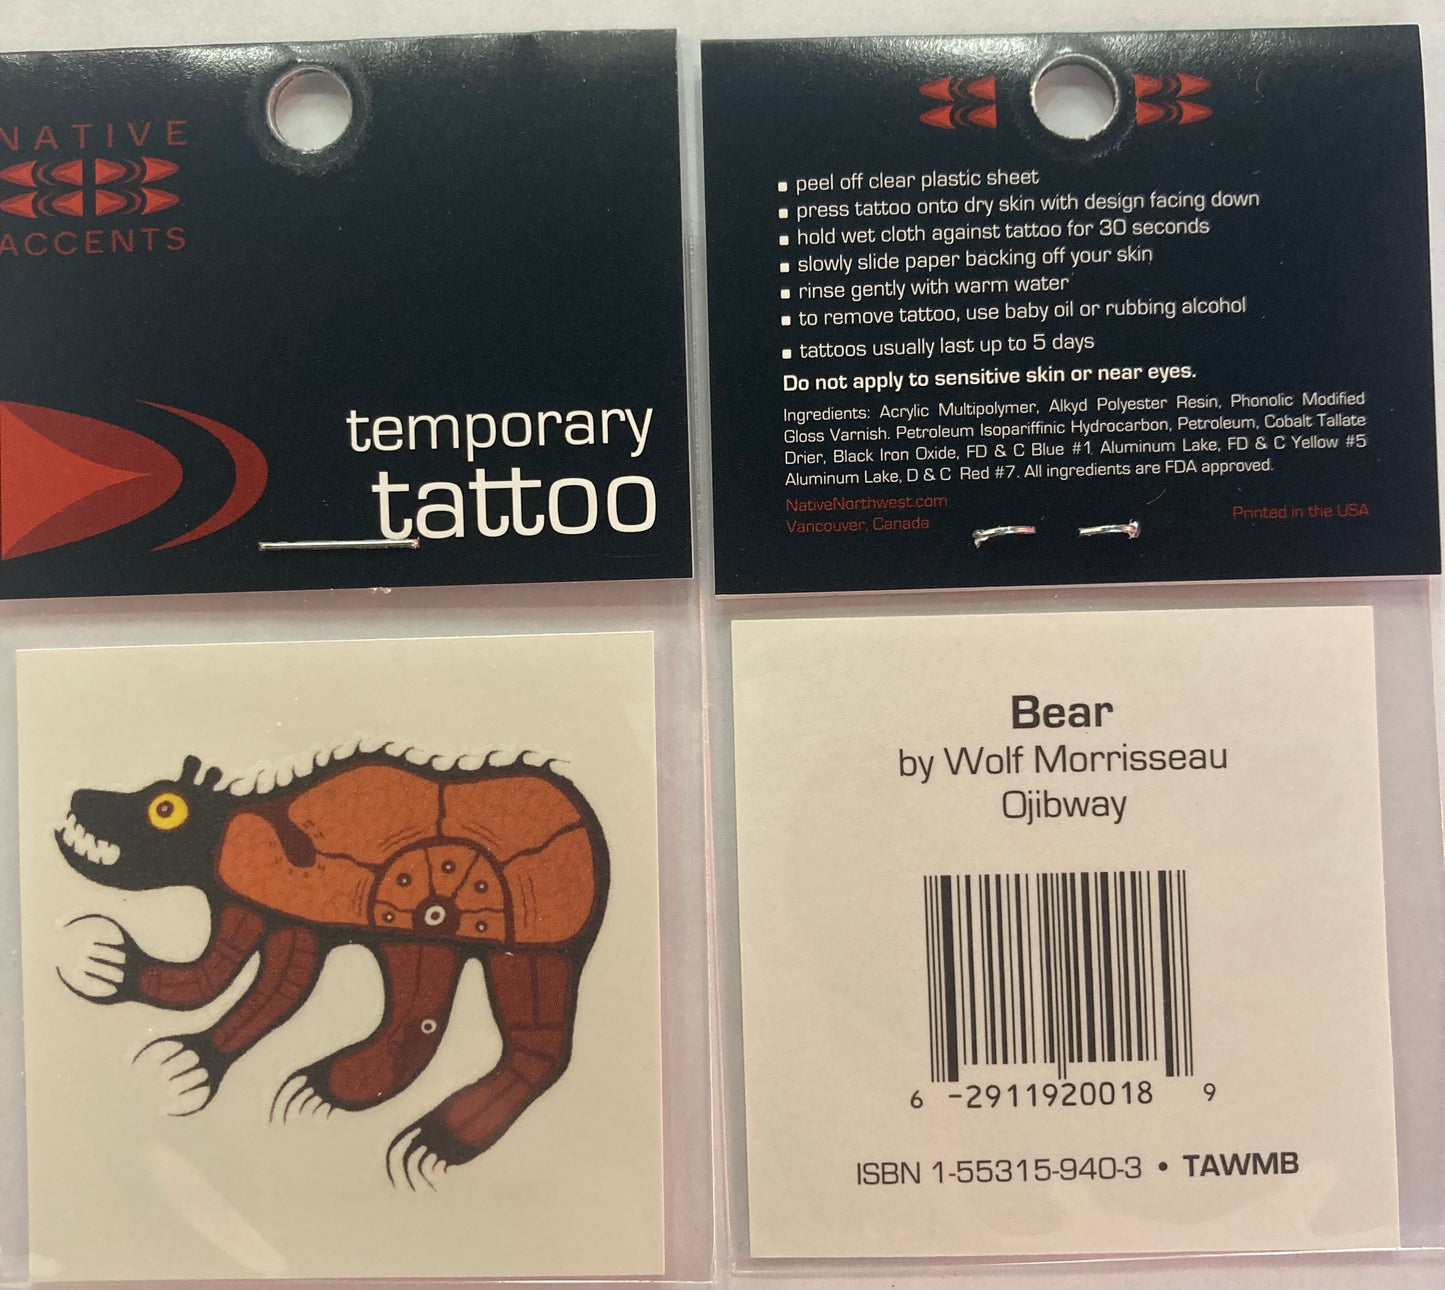 NATIVE
ACCENTS
temporary
tattoo
▪ peel off clear plastic sheet
▪ press tattoo onto dry skin with design facing down
▪ hold wet cloth against tattoo for 30 seconds
▪ slowly slide paper backing off your skin
▪ rinse gently with warm water
▪ to remove tattoo, use baby oil or rubbing alcohol
▪ tattoos usually last up to 5 days
Do not apply to sensitive skin or near eyes.
Ingredients: Acrylic Multipolymer, Alkyd Polyester Resin, Phonolic Modified
Gloss Varnish. Petroleum Isopariffinic Hydrocarbon, Petroleum, Cobalt Tallate
Drier, Black Iron Oxide, FD & C Blue #1 Aluminum Lake, FD & C Yellow #5
Aluminum Lake, D & C Red #7. All ingredients are FDA approved.
NativeNorthwest.com
Vancouver, Canada
Printed in the USA
Bear
by Wolf Morrisseau
Ojibway
6 -2911920018 9
ISBN 1-55315-940-3 • TAWMB